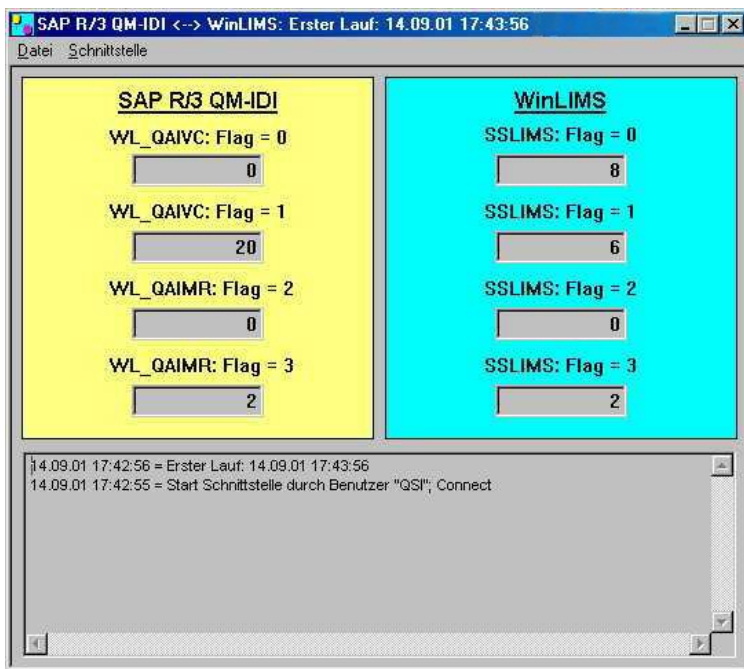 SAP R/3 QM-IDI <--> WinLIMS: Erster Lauf: 14.09.01 17:43:56
Datei Schnittstelle
SAP R/3 QM-IDI
WL_QAIVC: Flag = 0
0
WL_QAIVC: Flag = 1
20
WL_QAIMR: Flag = 2
0
WL_QAIMR: Flag = 3
2
WinLIMS
SSLIMS: Flag = 0
8
SSLIMS: Flag = 1
6
SSLIMS: Flag = 2
0
SSLIMS: Flag = 3
2
14.09.01 17:42:56 = Erster Lauf: 14.09.01 17:43:56
14.09.01 17:42:55 = Start Schnittstelle durch Benutzer "QSI"; Connect